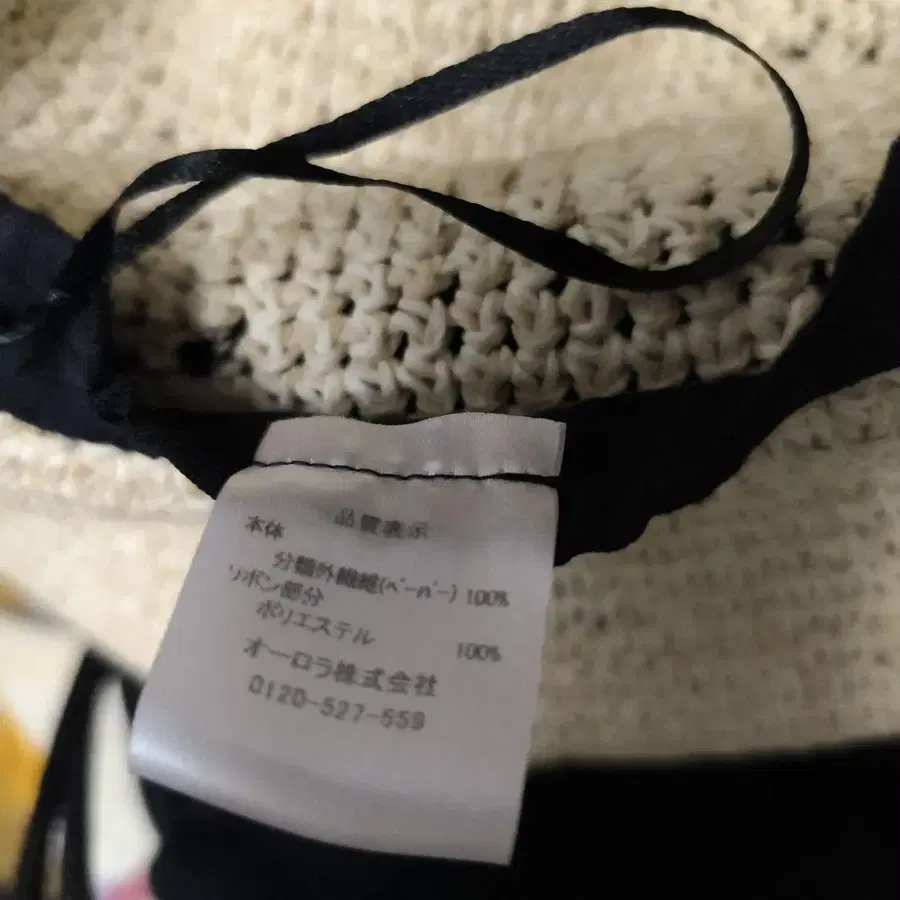 品質表示
本体
分類外繊維(ペーパー) 100%
リボン部分
ポリエステル 100%
オーロラ株式会社
0120-527-559